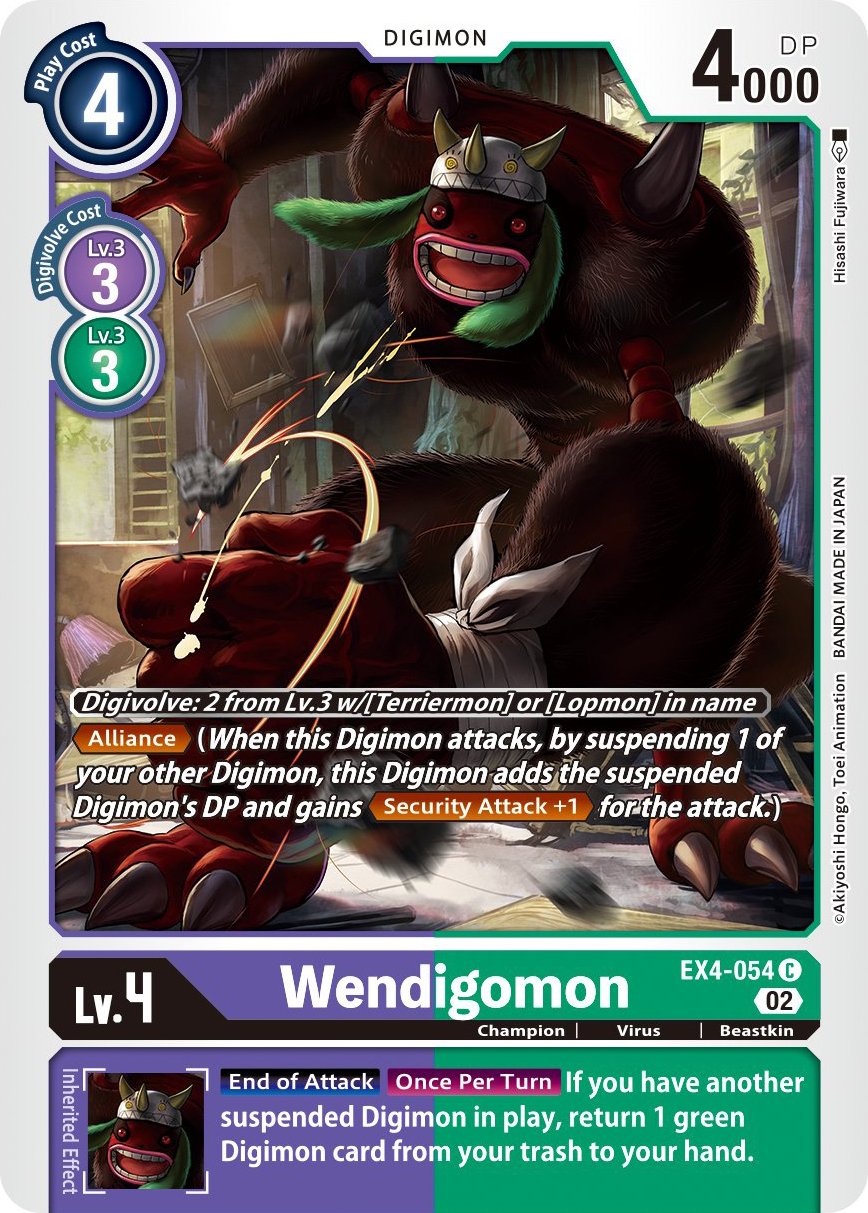 DIGIMON
Play Cost
4
DP
4000
Digivolve Cost
Lv.3
3
Lv.3
3
Hisashi Fujiwara
©Akiyoshi Hongo, Toei Animation BANDAI MADE IN JAPAN
Digivolve: 2 from Lv.3 w/[Terriermon] or [Lopmon] in name
Alliance (When this Digimon attacks, by suspending 1 of
your other Digimon, this Digimon adds the suspended
Digimon's DP and gains Security Attack +1 for the attack.)
Lv.4
Wendigomon
EX4-054 C
02
Champion | Virus | Beastkin
Inherited Effect
End of Attack Once Per Turn If you have another
suspended Digimon in play, return 1 green
Digimon card from your trash to your hand.